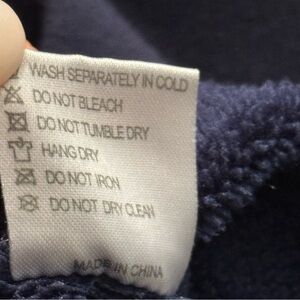 WASH SEPARATELY IN COLD
DO NOT BLEACH
DO NOT TUMBLE DRY
HANG DRY
DO NOT IRON
DO NOT DRY CLEAN
MADE IN CHINA